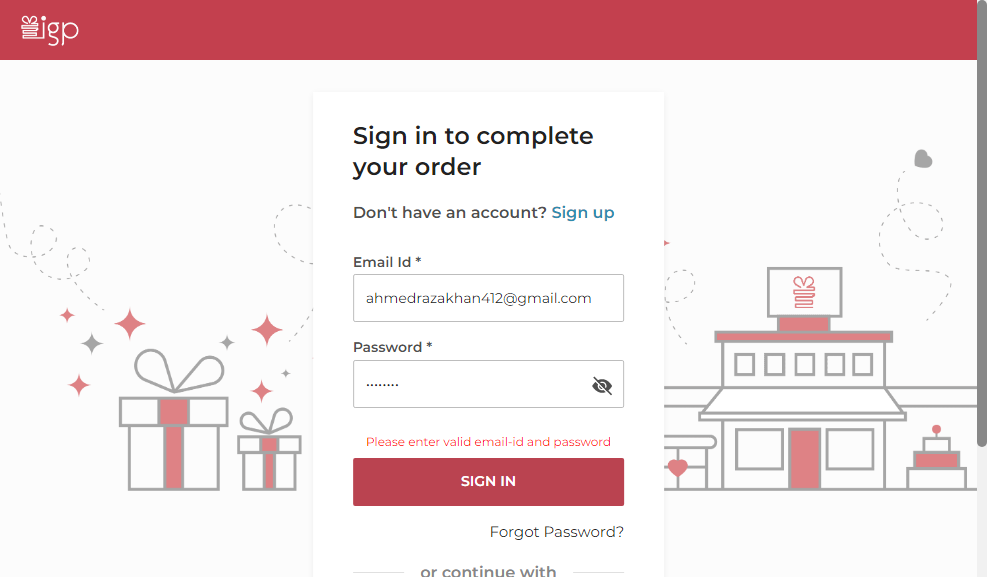 igp
Sign in to complete
your order
Don't have an account? Sign up
Email Id *
ahmedrazakhan412@gmail.com
Password *
........
Please enter valid email-id and password
SIGN IN
Forgot Password?
or continue with